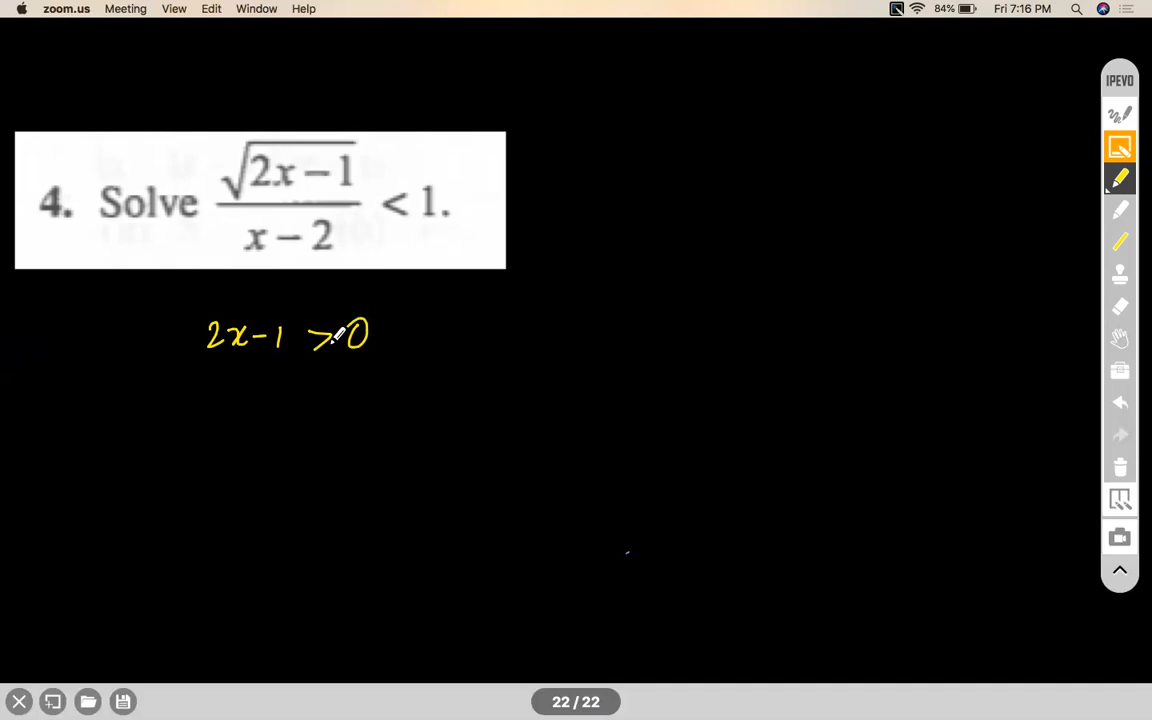 zoom.us Meeting View Edit Window Help 84% Fri 7:16 PM
IPEVO
4. Solve √(2x − 1) / (x − 2) < 1.
2x−1 >0
22 / 22